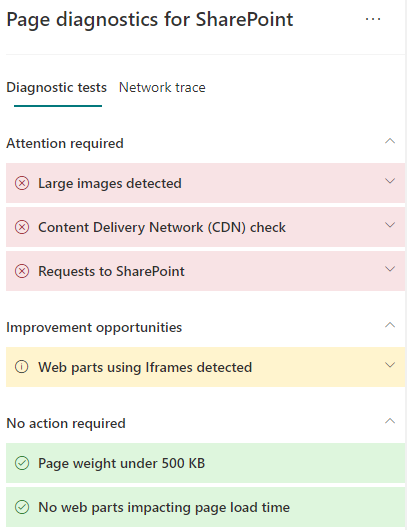 Page diagnostics for SharePoint
Diagnostic tests Network trace
Attention required
Large images detected
Content Delivery Network (CDN) check
Requests to SharePoint
Improvement opportunities
Web parts using Iframes detected
No action required
Page weight under 500 KB
No web parts impacting page load time